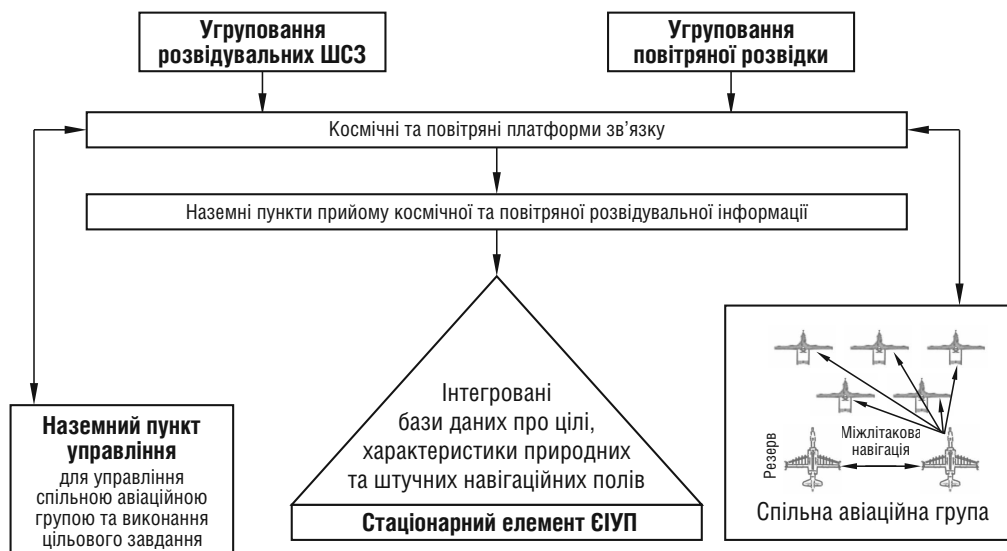 Угруповання
розвідувальних ШСЗ
Угруповання
повітряної розвідки
Космічні та повітряні платформи зв’язку
Наземні пункти прийому космічної та повітряної розвідувальної інформації
Наземний пункт
управління
для управління
спільною авіаційною
групою та виконання
цільового завдання
Інтегровані
бази даних про цілі,
характеристики природних
та штучних навігаційних полів
Стаціонарний елемент ЄІУП
Резерв
Міжлітакова
навігація
Спільна авіаційна група